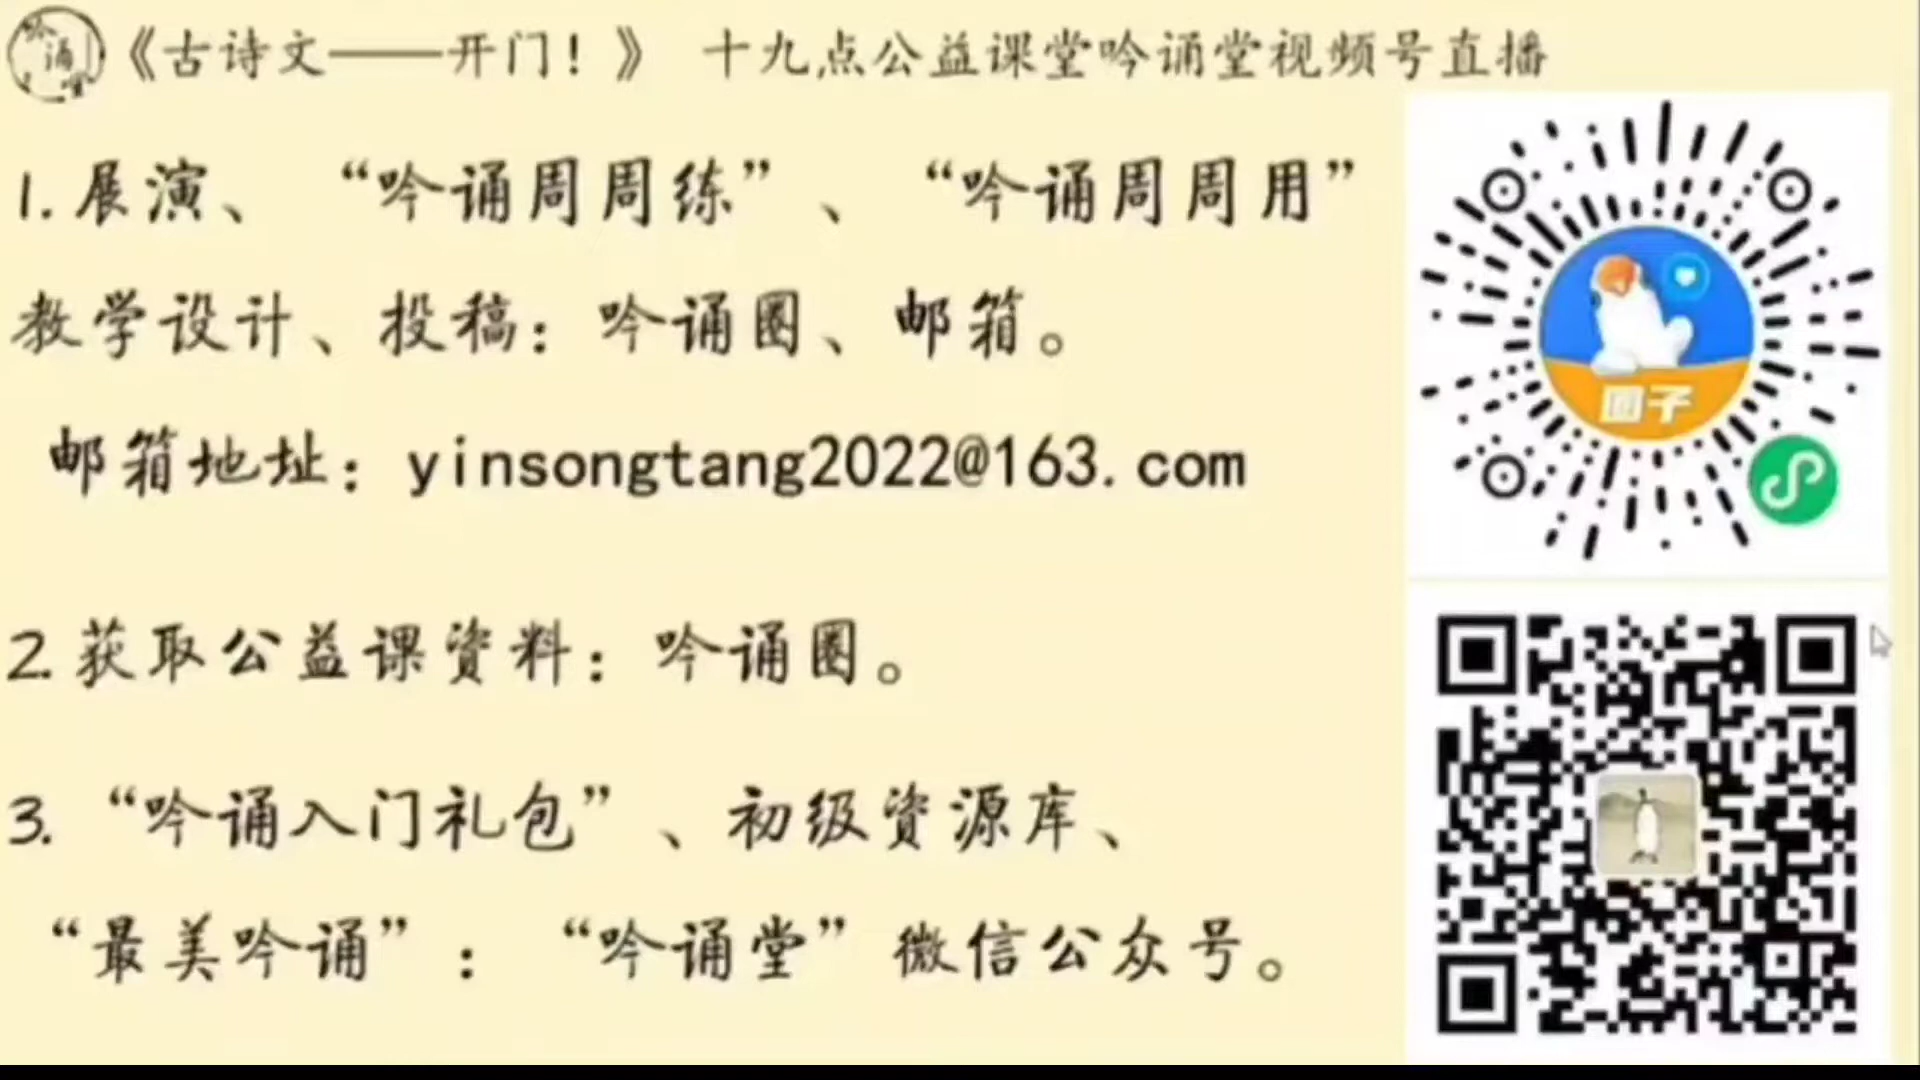 吟诵堂
《古诗文——开门！》 十九点公益课堂吟诵堂视频号直播
1. 展演、“吟诵周周练”、“吟诵周周用”
教学设计、投稿：吟诵圈、邮箱。
邮箱地址：yinsongtang2022@163.com
圈子
2. 获取公益课资料：吟诵圈。
3. “吟诵入门礼包”、初级资源库、
“最美吟诵”：“吟诵堂”微信公众号。